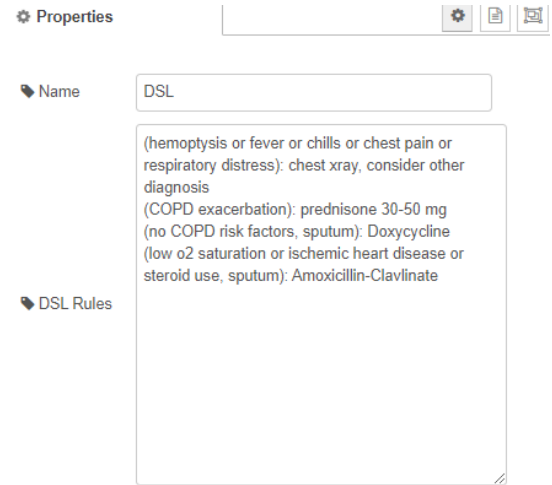 Properties
Name
DSL
(hemoptysis or fever or chills or chest pain or
respiratory distress): chest xray, consider other
diagnosis
(COPD exacerbation): prednisone 30-50 mg
(no COPD risk factors, sputum): Doxycycline
(low o2 saturation or ischemic heart disease or
steroid use, sputum): Amoxicillin-Clavlinate
DSL Rules